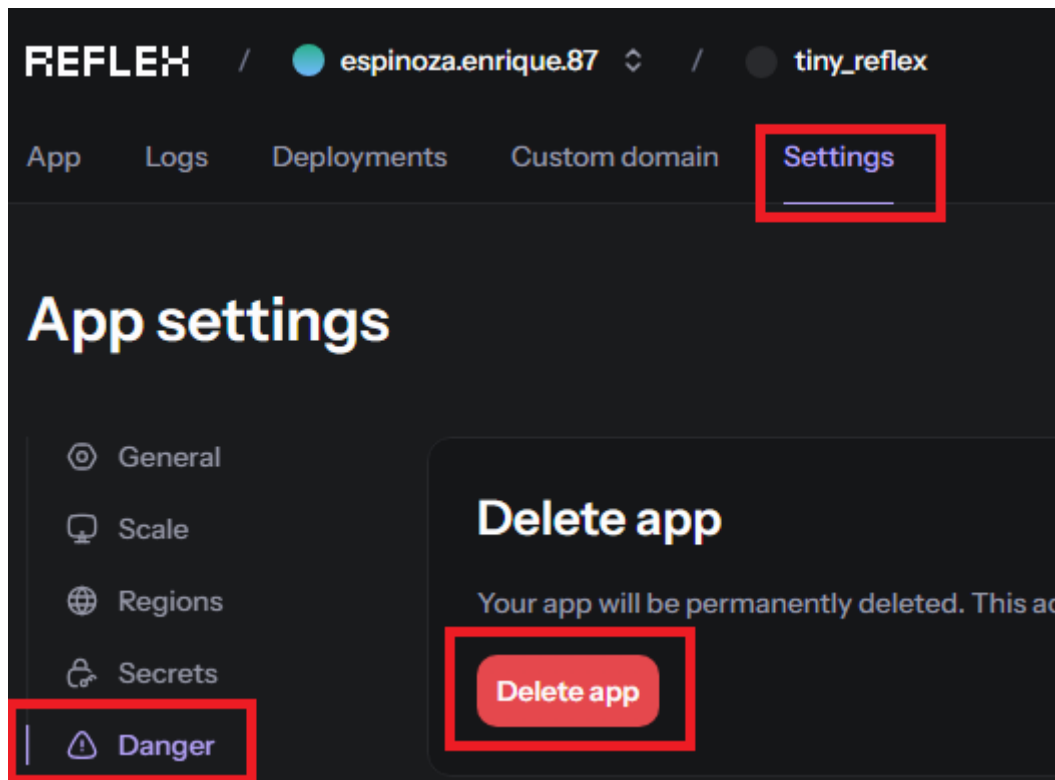 REFLEX / espinoza.enrique.87 / tiny_reflex
App Logs Deployments Custom domain Settings
App settings
General
Scale
Regions
Secrets
Danger
Delete app
Your app will be permanently deleted. This
Delete app